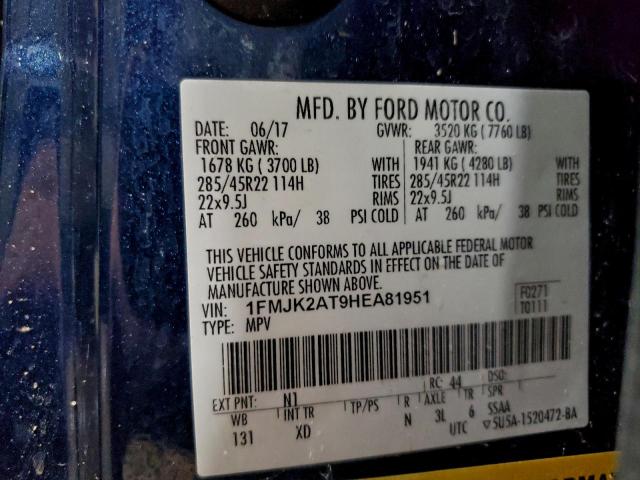 MFD. BY FORD MOTOR CO.
DATE: 06/17 GVWR: 3520 KG ( 7760 LB)
FRONT GAWR: REAR GAWR:
1678 KG ( 3700 LB) WITH 1941 KG ( 4280 LB) WITH
285/45R22 114H TIRES 285/45R22 114H TIRES
22x9.5J RIMS 22x9.5J RIMS
AT 260 kPa/ 38 PSI COLD AT 260 kPa/ 38 PSI COLD
THIS VEHICLE CONFORMS TO ALL APPLICABLE FEDERAL MOTOR
VEHICLE SAFETY STANDARDS IN EFFECT ON THE DATE OF
MANUFACTURE SHOWN ABOVE.
VIN: 1FMJK2AT9HEA81951 F0271
TYPE: MPV T0111
EXT PNT: N1 RC: 44 DSO:
WB INT TR TP/PS R AXLE TR SPR
131 XD N 3L 6 SSAA
UTC ▽5U5A-1520472-BA